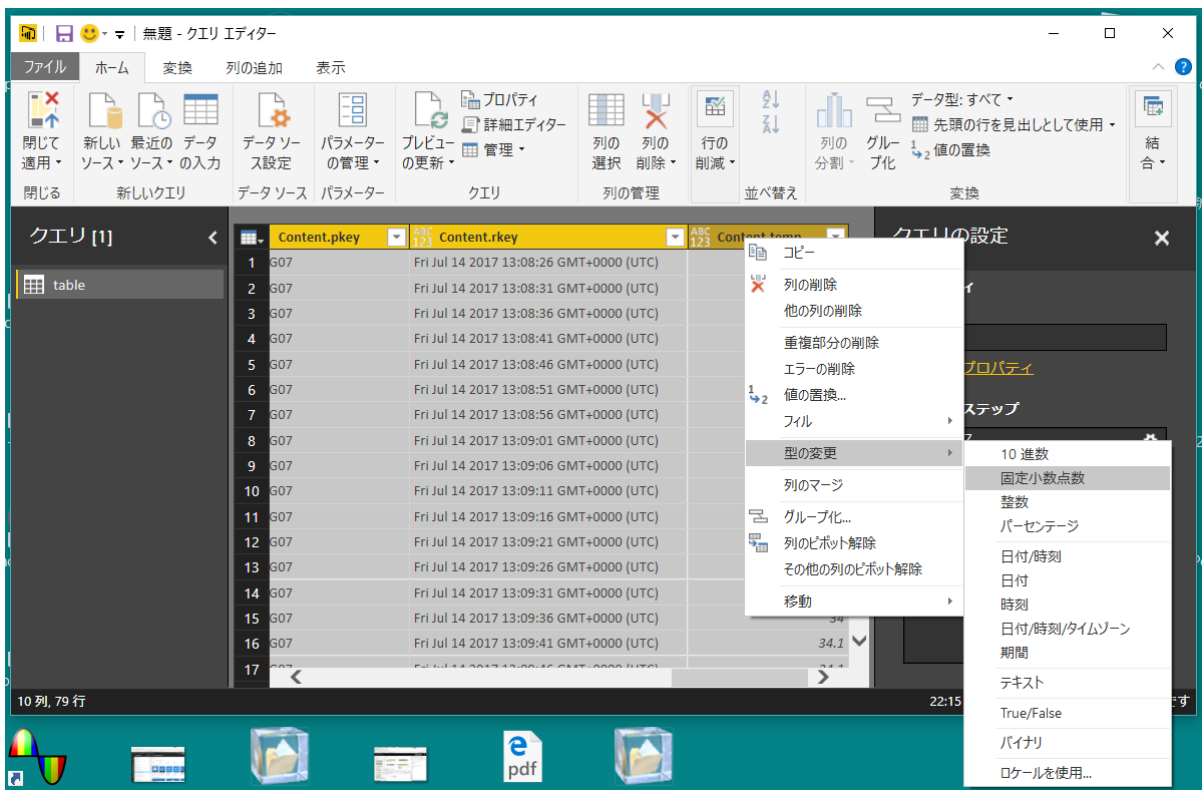 無題 - クエリ エディター
ファイル ホーム 変換 列の追加 表示
閉じて適用 新しいソース 最近のソース データの入力 データ ソース設定 パラメーターの管理 プレビューの更新 プロパティ 詳細エディター 管理 列の選択 列の削除 行の削減 列の分割 グループ化 データ型: すべて 先頭の行を見出しとして使用 値の置換 結合
閉じる 新しいクエリ データ ソース パラメーター クエリ 列の管理 並べ替え 変換
クエリ [1]
table
Content.pkey ABC 123 Content.rkey ABC 123 Content.temp
1 G07 Fri Jul 14 2017 13:08:26 GMT+0000 (UTC)
2 G07 Fri Jul 14 2017 13:08:31 GMT+0000 (UTC)
3 G07 Fri Jul 14 2017 13:08:36 GMT+0000 (UTC)
4 G07 Fri Jul 14 2017 13:08:41 GMT+0000 (UTC)
5 G07 Fri Jul 14 2017 13:08:46 GMT+0000 (UTC)
6 G07 Fri Jul 14 2017 13:08:51 GMT+0000 (UTC)
7 G07 Fri Jul 14 2017 13:08:56 GMT+0000 (UTC)
8 G07 Fri Jul 14 2017 13:09:01 GMT+0000 (UTC)
9 G07 Fri Jul 14 2017 13:09:06 GMT+0000 (UTC)
10 G07 Fri Jul 14 2017 13:09:11 GMT+0000 (UTC)
11 G07 Fri Jul 14 2017 13:09:16 GMT+0000 (UTC)
12 G07 Fri Jul 14 2017 13:09:21 GMT+0000 (UTC)
13 G07 Fri Jul 14 2017 13:09:26 GMT+0000 (UTC)
14 G07 Fri Jul 14 2017 13:09:31 GMT+0000 (UTC)
15 G07 Fri Jul 14 2017 13:09:36 GMT+0000 (UTC) 34
16 G07 Fri Jul 14 2017 13:09:41 GMT+0000 (UTC) 34.1
17
コピー
列の削除
他の列の削除
重複部分の削除
エラーの削除
値の置換...
フィル
型の変更
列のマージ
グループ化...
列のピボット解除
その他の列のピボット解除
移動
クエリの設定
プロパティ
ステップ
10 進数
固定小数点数
整数
パーセンテージ
日付/時刻
日付
時刻
日付/時刻/タイムゾーン
期間
テキスト
True/False
バイナリ
ロケールを使用...
10 列, 79 行
22:15
です
pdf